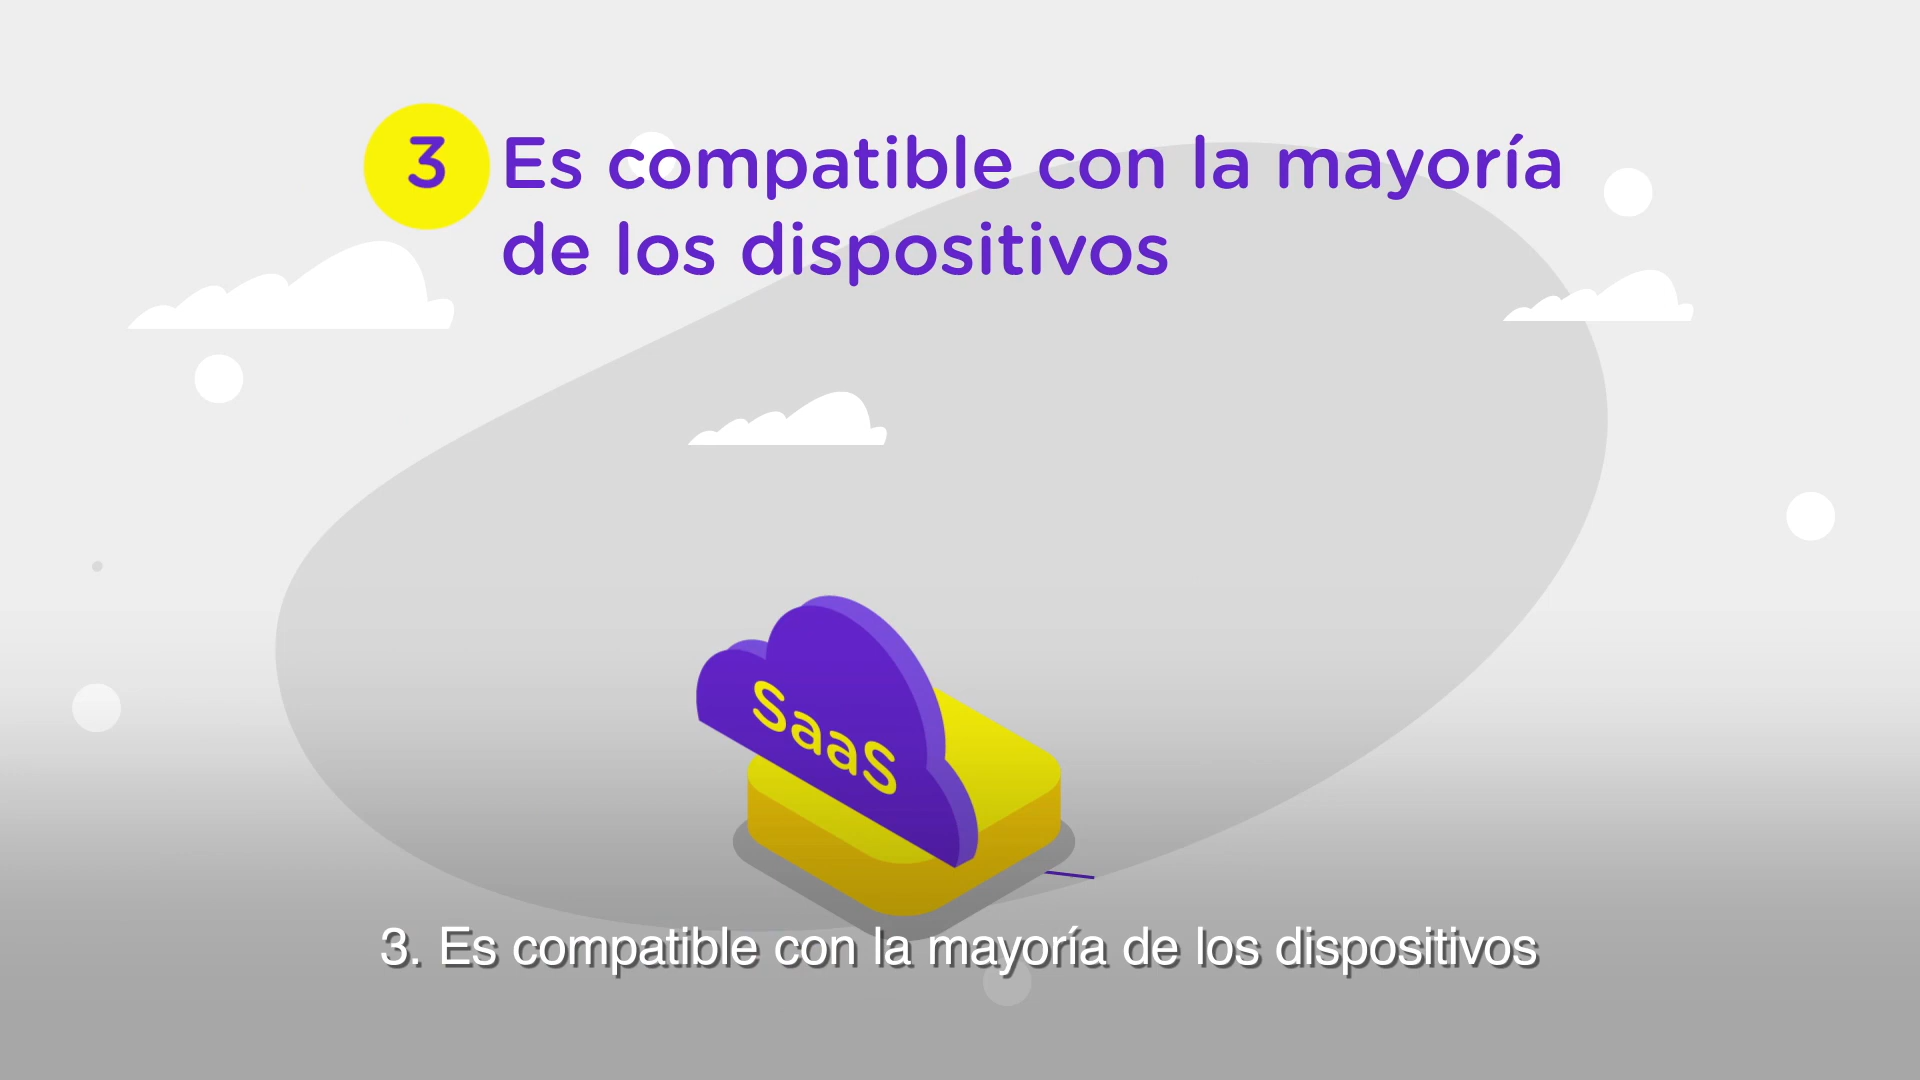 3 Es compatible con la mayoría
de los dispositivos
SaaS
3. Es compatible con la mayoría de los dispositivos